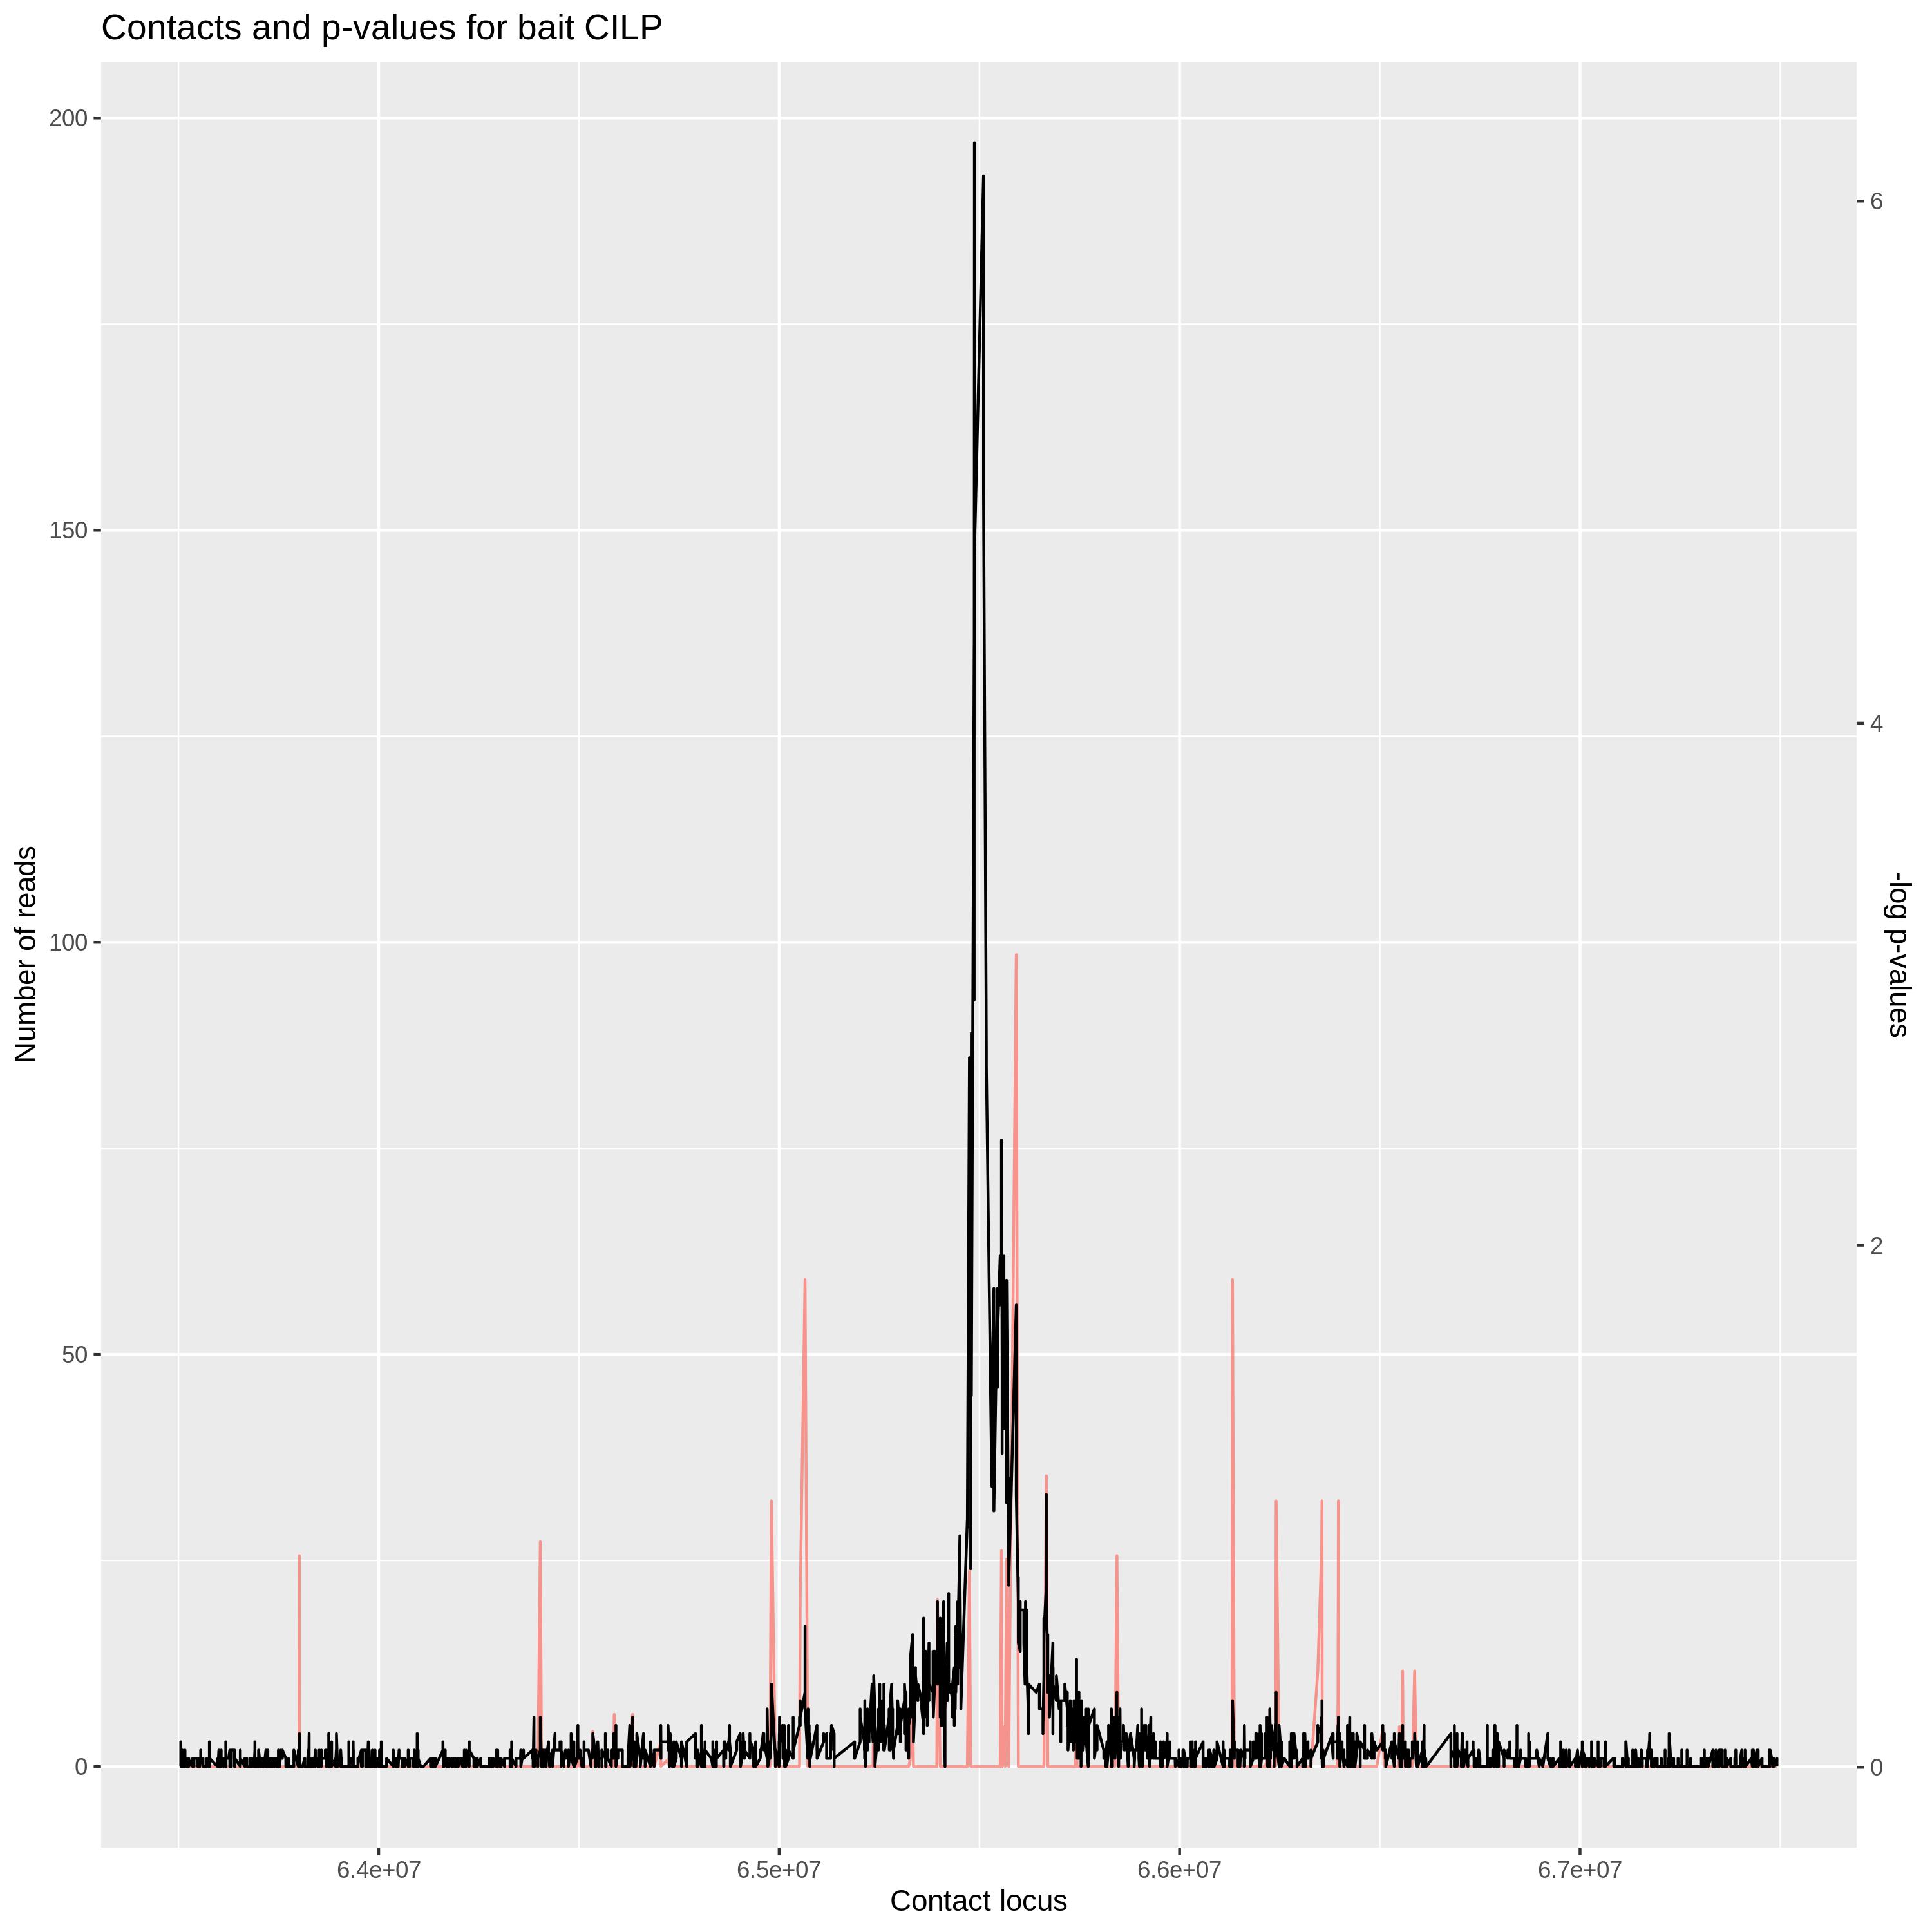 Contacts and p-values for bait CILP
200
150
100
50
0
Number of reads
6
4
2
0
-log p-values
6.4e+07 6.5e+07 6.6e+07 6.7e+07
Contact locus